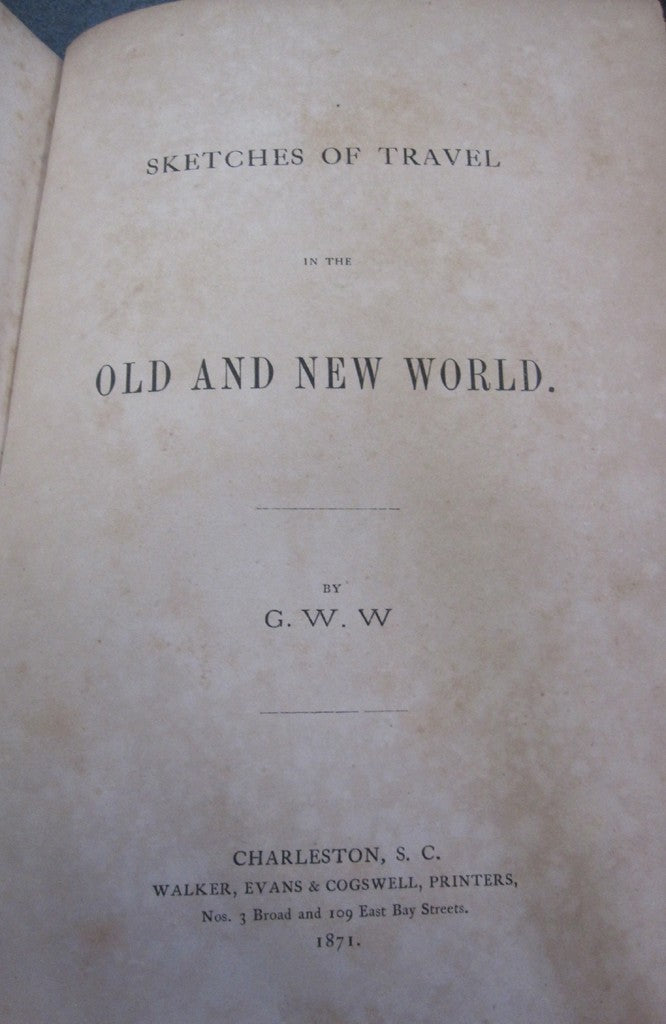 SKETCHES OF TRAVEL
IN THE
OLD AND NEW WORLD.
BY
G. W. W
CHARLESTON, S. C.
WALKER, EVANS & COGSWELL, PRINTERS,
Nos. 3 Broad and 109 East Bay Streets.
1871.